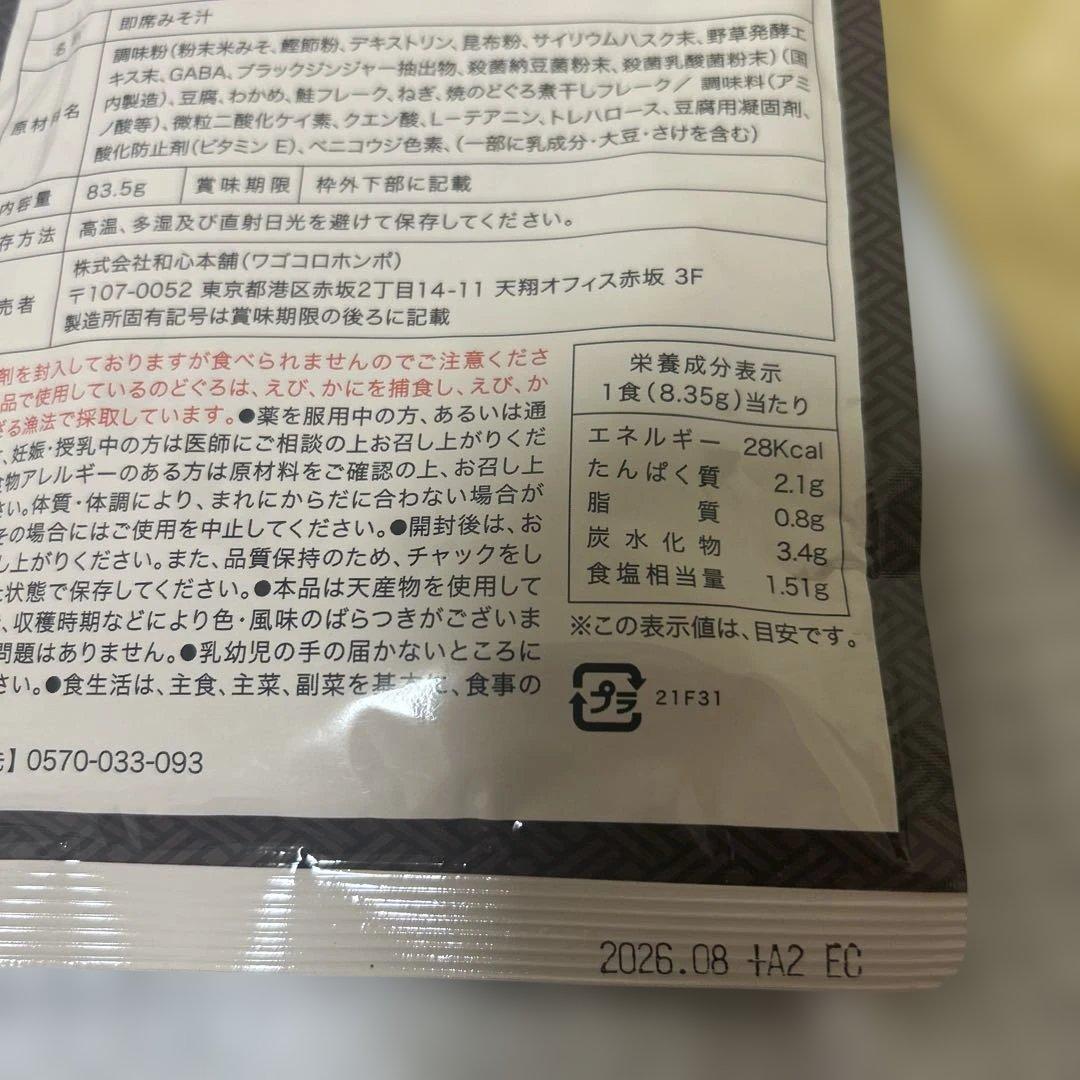 名 即席みそ汁
原材 名 調味粉(粉末米みそ、鰹節粉、デキストリン、昆布粉、サイリウムハスク末、野草発酵エ
キス末、GABA、ブラックジンジャー抽出物、殺菌納豆菌粉末、殺菌乳酸菌粉末)(国
内製造)、豆腐、わかめ、鮭フレーク、ねぎ、焼のどぐろ煮干しフレーク／ 調味料(アミ
ノ酸等)、微粒二酸化ケイ素、クエン酸、L-テアニン、トレハロース、豆腐用凝固剤、
酸化防止剤(ビタミン E)、ベニコウジ色素、(一部に乳成分・大豆・さけを含む)
内容量 83.5g 賞味期限 枠外下部に記載
存方法 高温、多湿及び直射日光を避けて保存してください。
売者 株式会社和心本舗(ワゴコロホンポ)
〒107-0052 東京都港区赤坂2丁目14-11 天翔オフィス赤坂 3F
製造所固有記号は賞味期限の後ろに記載
剤を封入しておりますが食べられませんのでご注意くださ
品で使用しているのどぐろは、えび、かにを捕食し、えび、か
ざる漁法で採取しています。●薬を服用中の方、あるいは通
、妊娠・授乳中の方は医師にご相談の上お召し上がりくだ
食物アレルギーのある方は原材料をご確認の上、お召し上
さい。体質・体調により、まれにからだに合わない場合が
その場合にはご使用を中止してください。●開封後は、お
し上がりください。また、品質保持のため、チャックをし
た状態で保存してください。●本品は天産物を使用して
、収穫時期などにより色・風味のばらつきがございま
問題はありません。●乳幼児の手の届かないところに
さい。●食生活は、主食、主菜、副菜を基本に、食事の
】0570-033-093
栄養成分表示
1食(8.35g)当たり
エネルギー 28Kcal
たんぱく質 2.1g
脂質 0.8g
炭水化物 3.4g
食塩相当量 1.51g
※この表示値は、目安です。
プラ 21F31
2026.08 +A2 EC